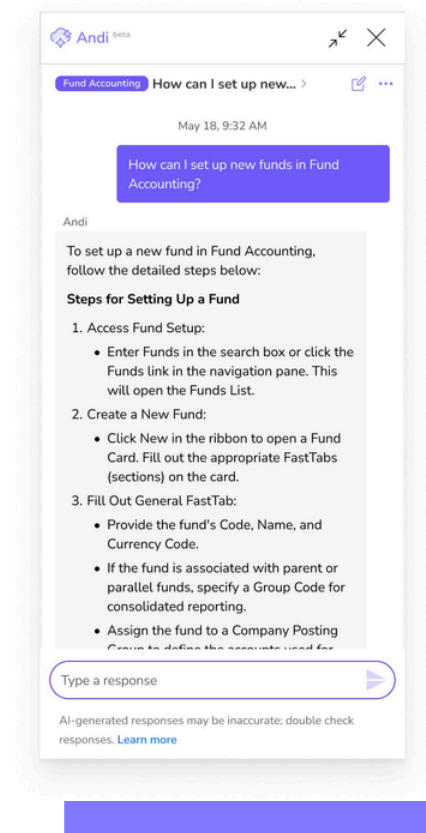 Andi beta
Fund Accounting How can I set up new... >
May 18, 9:32 AM
How can I set up new funds in Fund
Accounting?
Andi
To set up a new fund in Fund Accounting,
follow the detailed steps below:
Steps for Setting Up a Fund
1. Access Fund Setup:
• Enter Funds in the search box or click the
Funds link in the navigation pane. This
will open the Funds List.
2. Create a New Fund:
• Click New in the ribbon to open a Fund
Card. Fill out the appropriate FastTabs
(sections) on the card.
3. Fill Out General FastTab:
• Provide the fund's Code, Name, and
Currency Code.
• If the fund is associated with parent or
parallel funds, specify a Group Code for
consolidated reporting.
• Assign the fund to a Company Posting
Group to define the accounts used for
Type a response
AI-generated responses may be inaccurate; double check
responses. Learn more